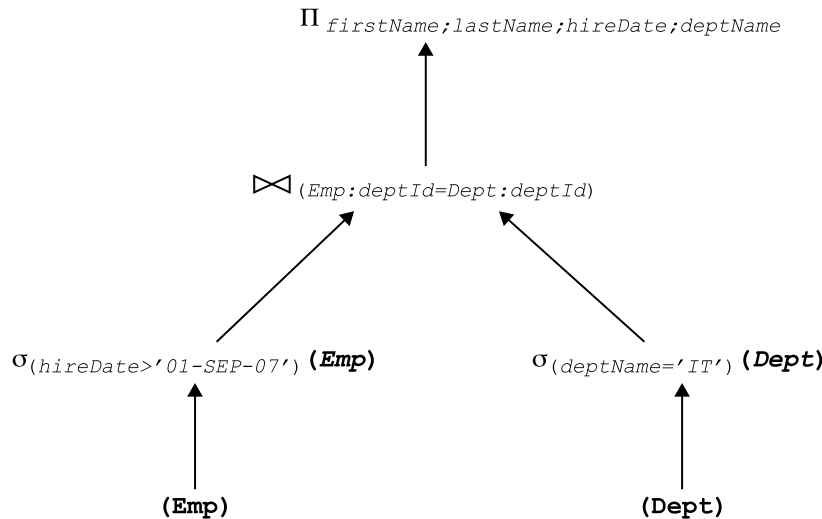 Π firstName;lastName;hireDate;deptName
⋈ (Emp:deptId=Dept:deptId)
σ(hireDate>'01-SEP-07') (Emp)
σ(deptName='IT') (Dept)
(Emp)
(Dept)